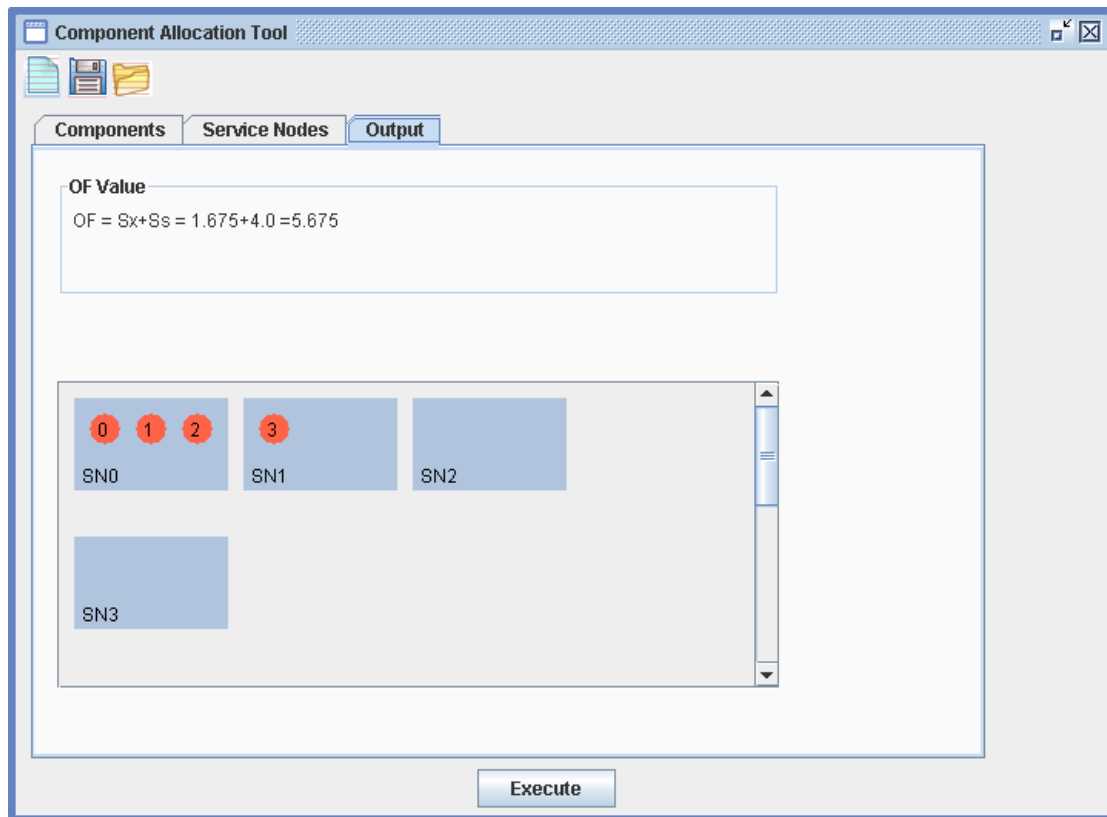 Component Allocation Tool
Components Service Nodes Output
OF Value
OF = Sx+Ss = 1.675+4.0 =5.675
0 1 2 3
SN0 SN1 SN2
SN3
Execute